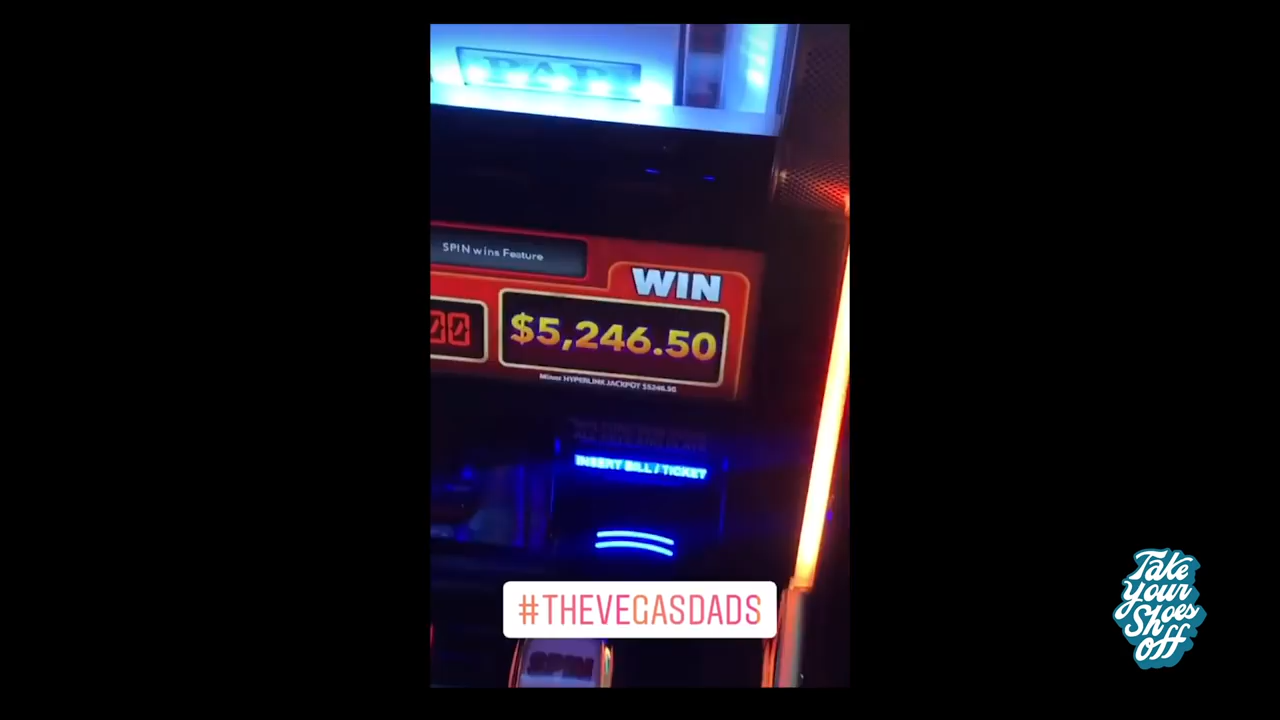 SPIN wins Feature
WIN
$5,246.50
Minor HYPERLINK JACKPOT $5246.50
INSERT BILL / TICKET
#THEVEGASDADS
SPIN
Take
Your
Shoes
Off